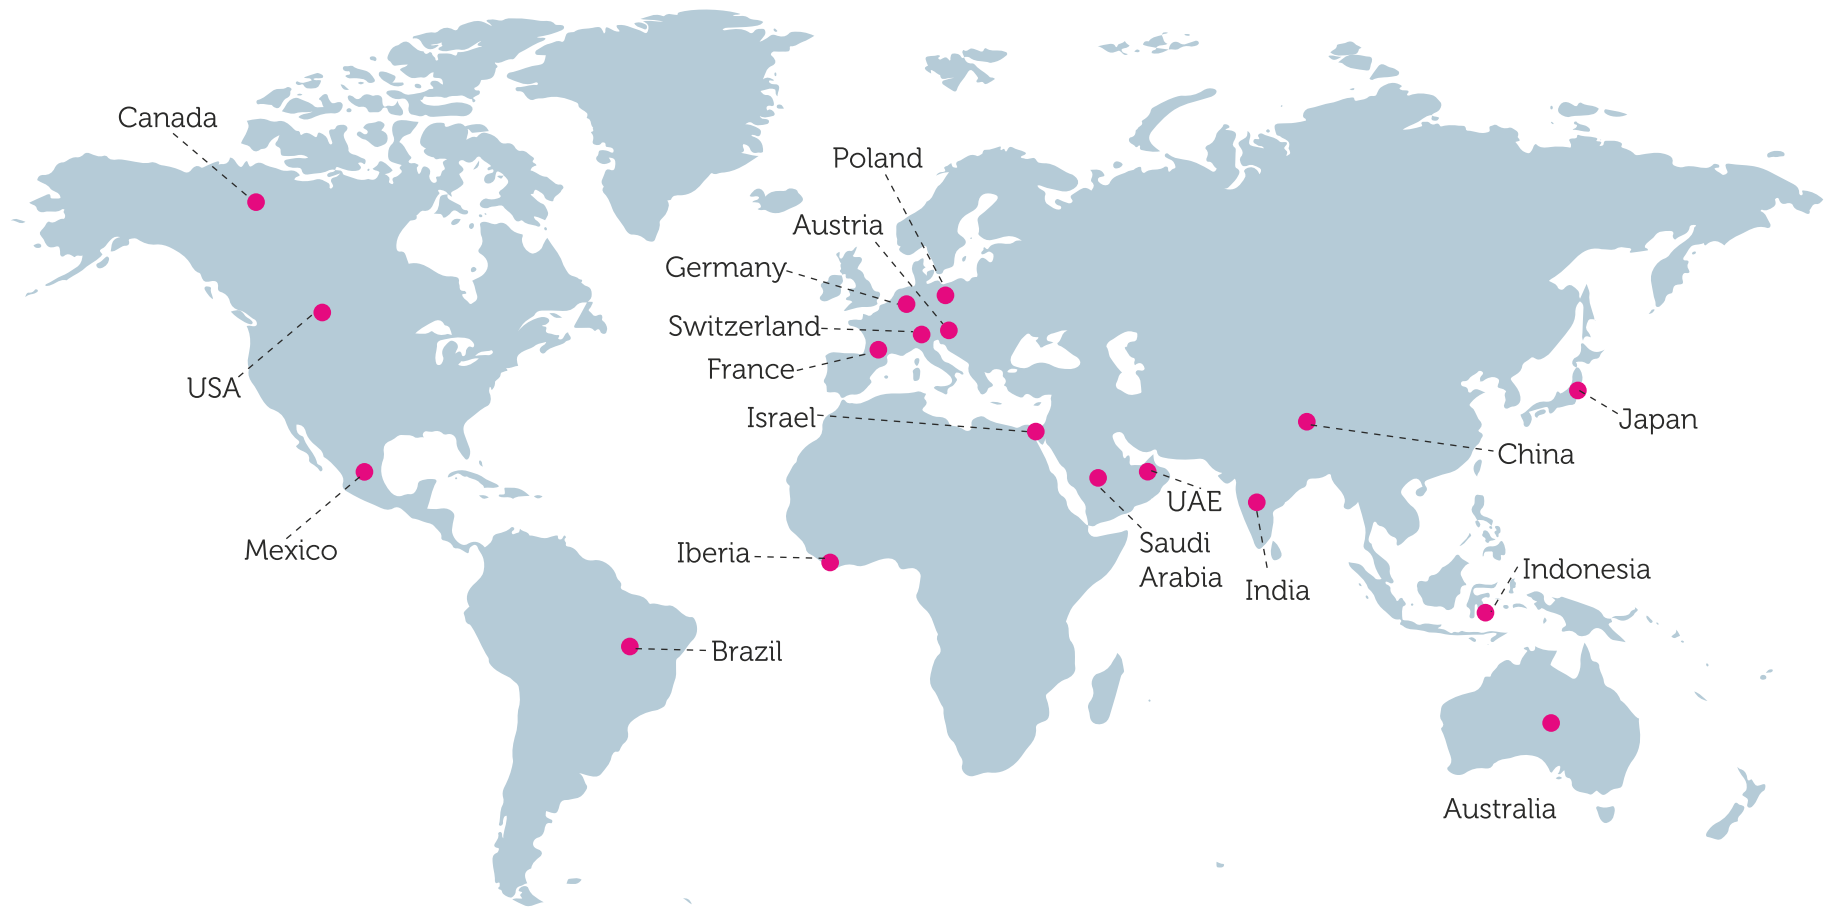 Canada
Poland
Austria
Germany
Switzerland
USA
France
Israel
Japan
China
UAE
Mexico
Iberia
Saudi
Arabia
India
Indonesia
Brazil
Australia